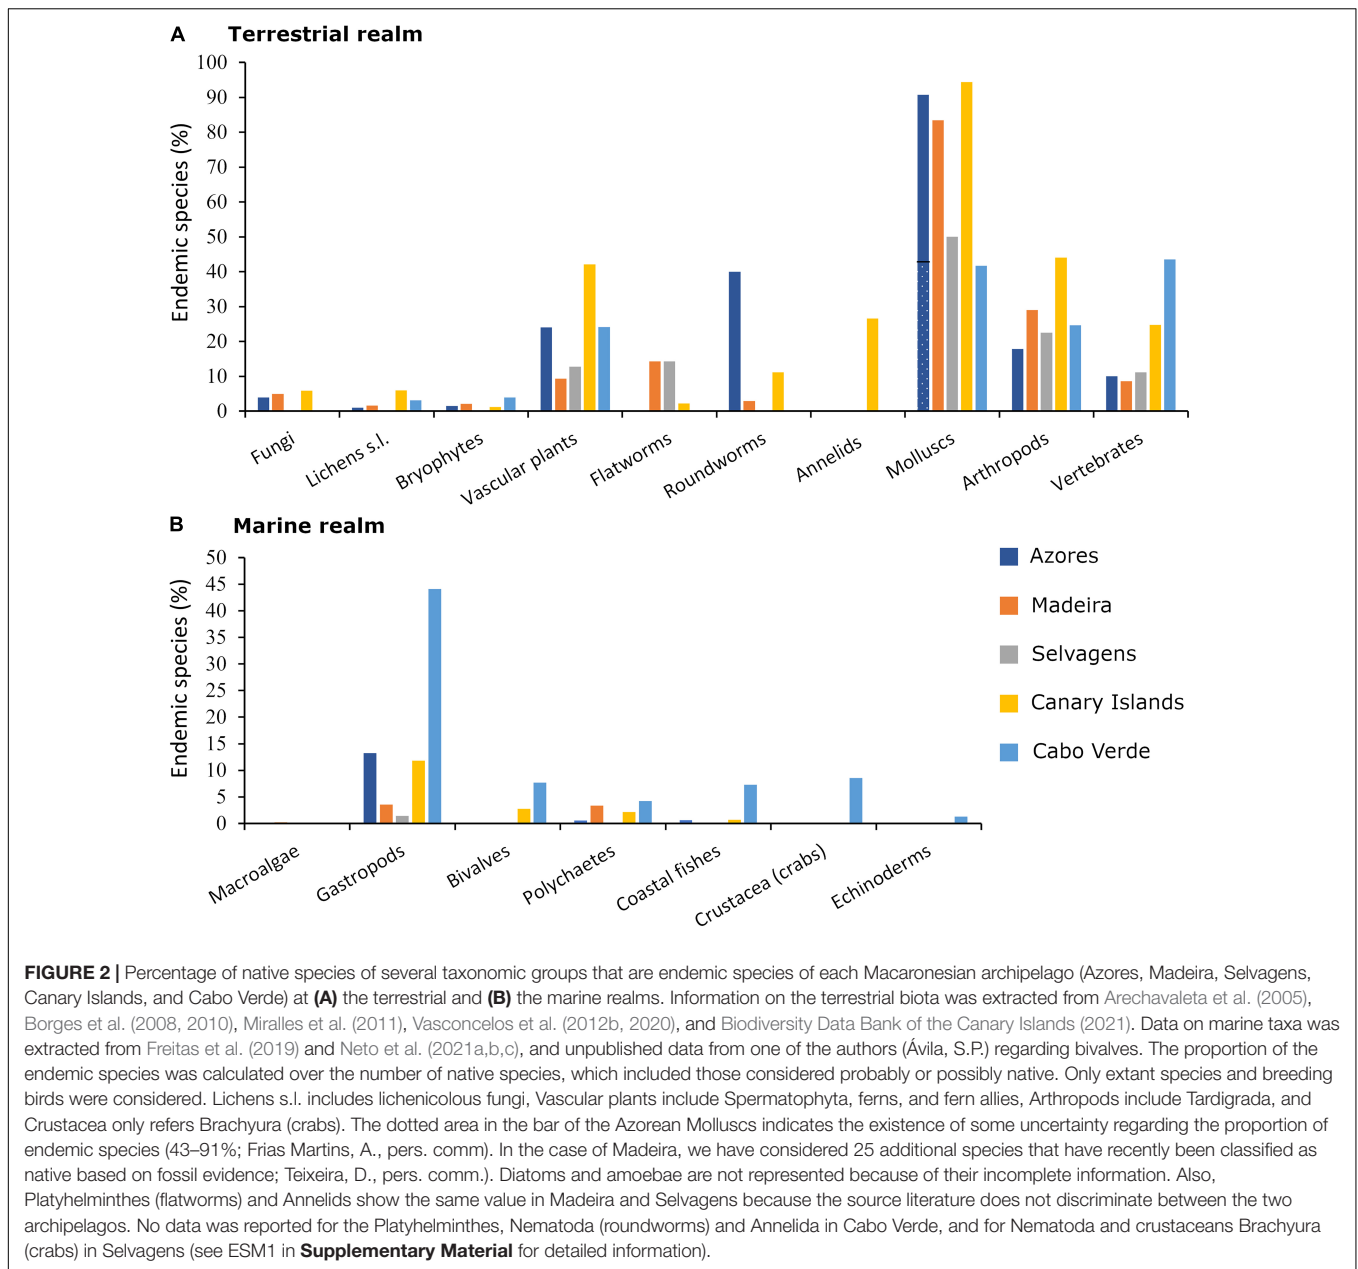 A Terrestrial realm
Endemic species (%)
100
90
80
70
60
50
40
30
20
10
0
Fungi
Lichens s.l.
Bryophytes
Vascular plants
Flatworms
Roundworms
Annelids
Molluscs
Arthropods
Vertebrates
B Marine realm
Endemic species (%)
50
45
40
35
30
25
20
15
10
5
0
Macroalgae
Gastropods
Bivalves
Polychaetes
Coastal fishes
Crustacea (crabs)
Echinoderms
Azores
Madeira
Selvagens
Canary Islands
Cabo Verde
FIGURE 2 | Percentage of native species of several taxonomic groups that are endemic species of each Macaronesian archipelago (Azores, Madeira, Selvagens,
Canary Islands, and Cabo Verde) at (A) the terrestrial and (B) the marine realms. Information on the terrestrial biota was extracted from Arechavaleta et al. (2005),
Borges et al. (2008, 2010), Miralles et al. (2011), Vasconcelos et al. (2012b, 2020), and Biodiversity Data Bank of the Canary Islands (2021). Data on marine taxa was
extracted from Freitas et al. (2019) and Neto et al. (2021a,b,c), and unpublished data from one of the authors (Ávila, S.P.) regarding bivalves. The proportion of the
endemic species was calculated over the number of native species, which included those considered probably or possibly native. Only extant species and breeding
birds were considered. Lichens s.l. includes lichenicolous fungi, Vascular plants include Spermatophyta, ferns, and fern allies, Arthropods include Tardigrada, and
Crustacea only refers Brachyura (crabs). The dotted area in the bar of the Azorean Molluscs indicates the existence of some uncertainty regarding the proportion of
endemic species (43–91%; Frias Martins, A., pers. comm). In the case of Madeira, we have considered 25 additional species that have recently been classified as
native based on fossil evidence; Teixeira, D., pers. comm.). Diatoms and amoebae are not represented because of their incomplete information. Also,
Platyhelminthes (flatworms) and Annelids show the same value in Madeira and Selvagens because the source literature does not discriminate between the two
archipelagos. No data was reported for the Platyhelminthes, Nematoda (roundworms) and Annelida in Cabo Verde, and for Nematoda and crustaceans Brachyura
(crabs) in Selvagens (see ESM1 in Supplementary Material for detailed information).